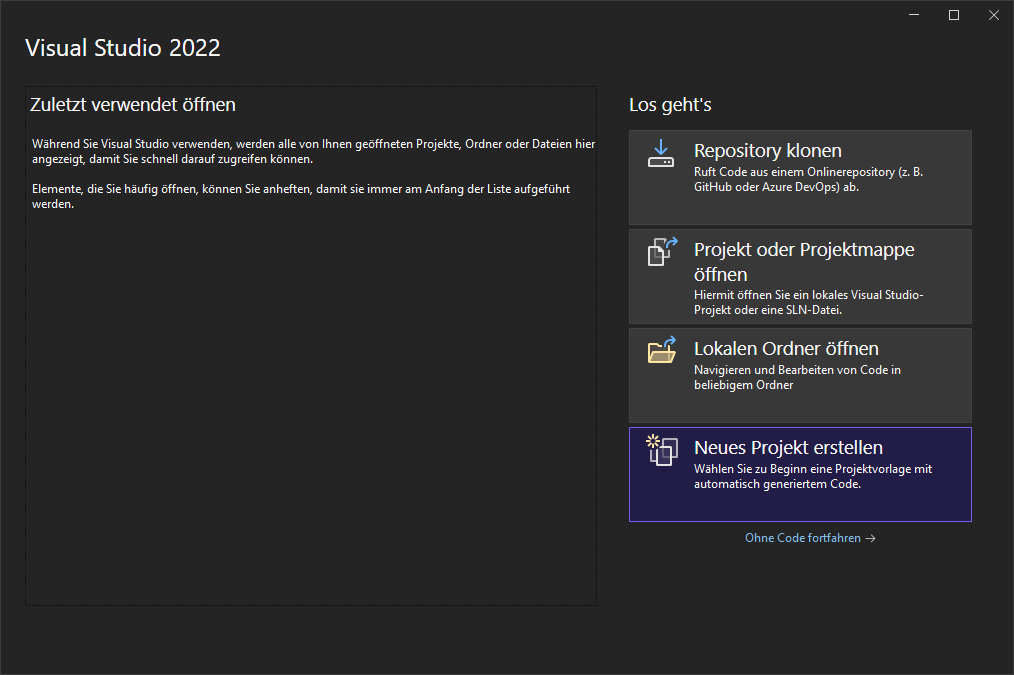 Visual Studio 2022
Zuletzt verwendet öffnen
Während Sie Visual Studio verwenden, werden alle von Ihnen geöffneten Projekte, Ordner oder Dateien hier
angezeigt, damit Sie schnell darauf zugreifen können.
Elemente, die Sie häufig öffnen, können Sie anheften, damit sie immer am Anfang der Liste aufgeführt
werden.
Los geht's
Repository klonen
Ruft Code aus einem Onlinerepository (z. B.
GitHub oder Azure DevOps) ab.
Projekt oder Projektmappe
öffnen
Hiermit öffnen Sie ein lokales Visual Studio-
Projekt oder eine SLN-Datei.
Lokalen Ordner öffnen
Navigieren und Bearbeiten von Code in
beliebigem Ordner
Neues Projekt erstellen
Wählen Sie zu Beginn eine Projektvorlage mit
automatisch generiertem Code.
Ohne Code fortfahren →